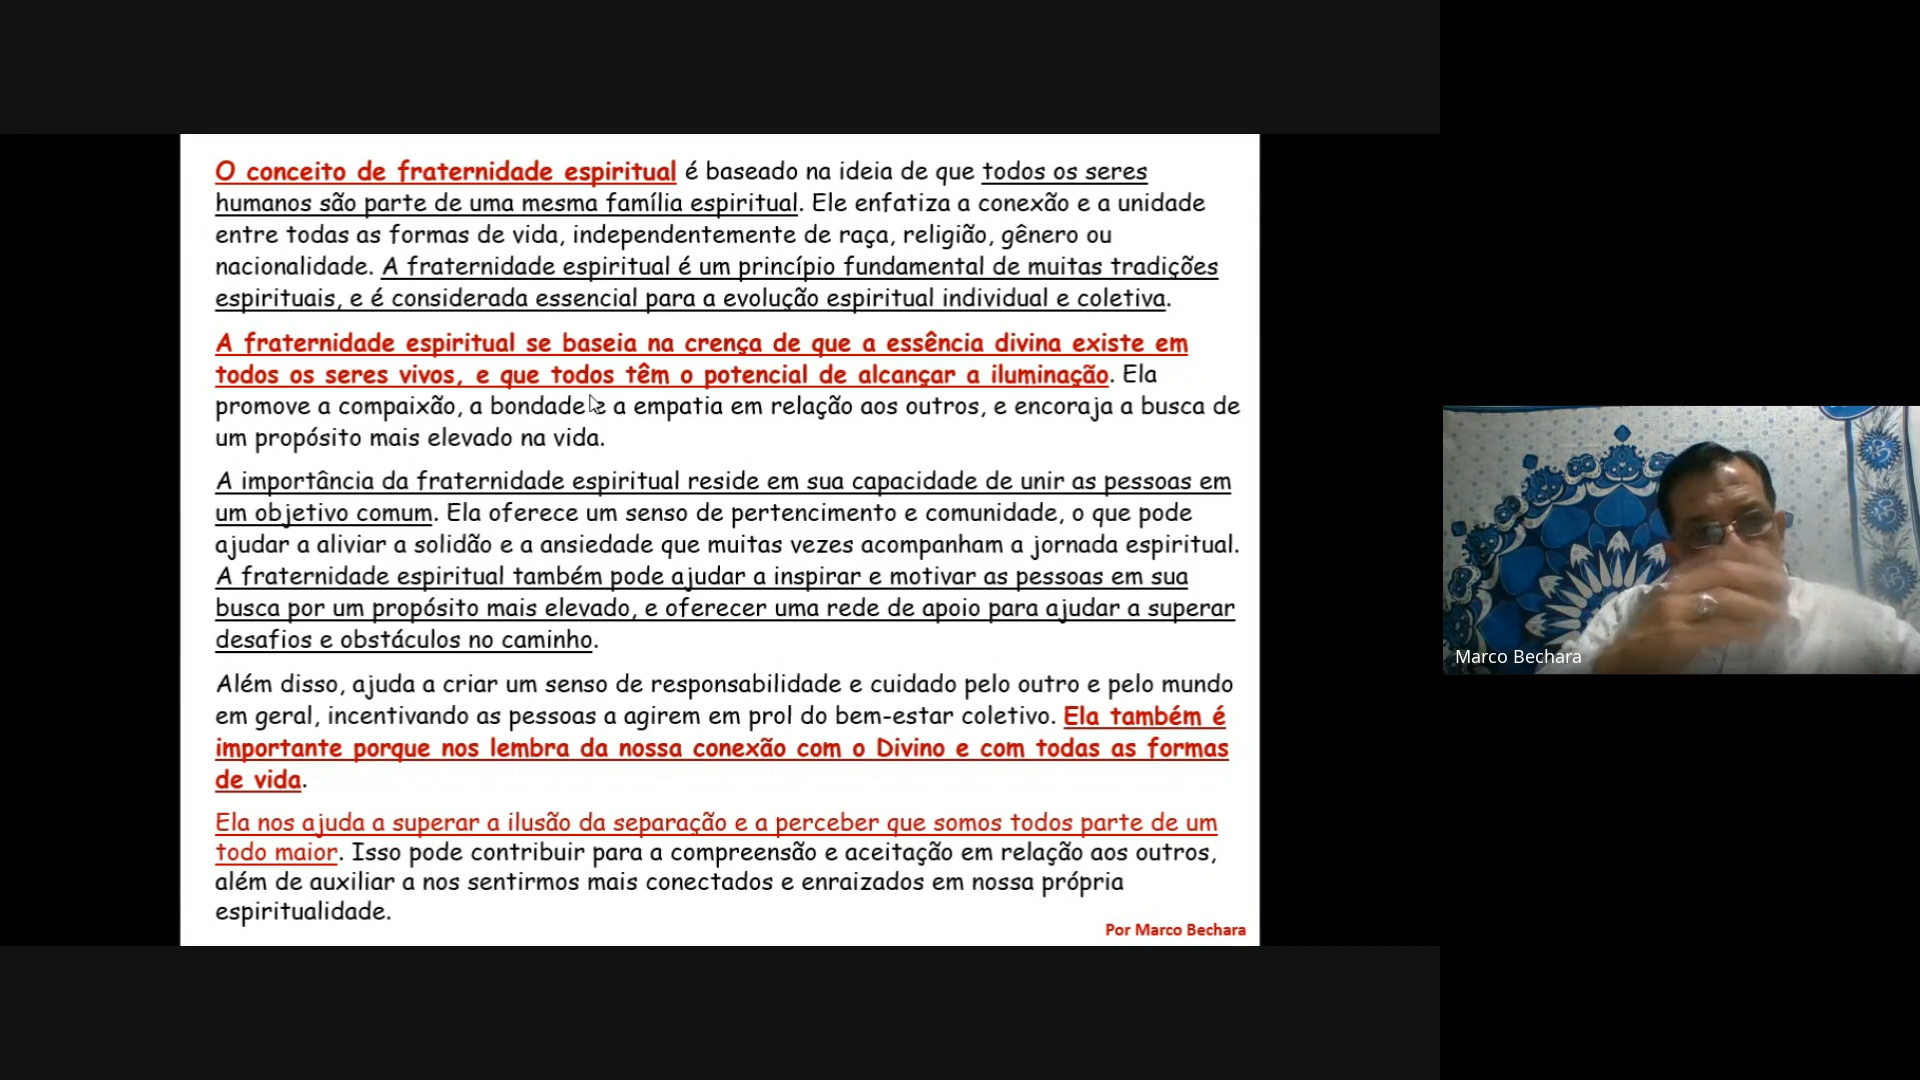 O conceito de fraternidade espiritual é baseado na ideia de que todos os seres
humanos são parte de uma mesma família espiritual. Ele enfatiza a conexão e a unidade
entre todas as formas de vida, independentemente de raça, religião, gênero ou
nacionalidade. A fraternidade espiritual é um princípio fundamental de muitas tradições
espirituais, e é considerada essencial para a evolução espiritual individual e coletiva.
A fraternidade espiritual se baseia na crença de que a essência divina existe em
todos os seres vivos, e que todos têm o potencial de alcançar a iluminação. Ela
promove a compaixão, a bondade e a empatia em relação aos outros, e encoraja a busca de
um propósito mais elevado na vida.
A importância da fraternidade espiritual reside em sua capacidade de unir as pessoas em
um objetivo comum. Ela oferece um senso de pertencimento e comunidade, o que pode
ajudar a aliviar a solidão e a ansiedade que muitas vezes acompanham a jornada espiritual.
A fraternidade espiritual também pode ajudar a inspirar e motivar as pessoas em sua
busca por um propósito mais elevado, e oferecer uma rede de apoio para ajudar a superar
desafios e obstáculos no caminho.
Além disso, ajuda a criar um senso de responsabilidade e cuidado pelo outro e pelo mundo
em geral, incentivando as pessoas a agirem em prol do bem-estar coletivo. Ela também é
importante porque nos lembra da nossa conexão com o Divino e com todas as formas
de vida.
Ela nos ajuda a superar a ilusão da separação e a perceber que somos todos parte de um
todo maior. Isso pode contribuir para a compreensão e aceitação em relação aos outros,
além de auxiliar a nos sentirmos mais conectados e enraizados em nossa própria
espiritualidade.
Por Marco Bechara
Marco Bechara